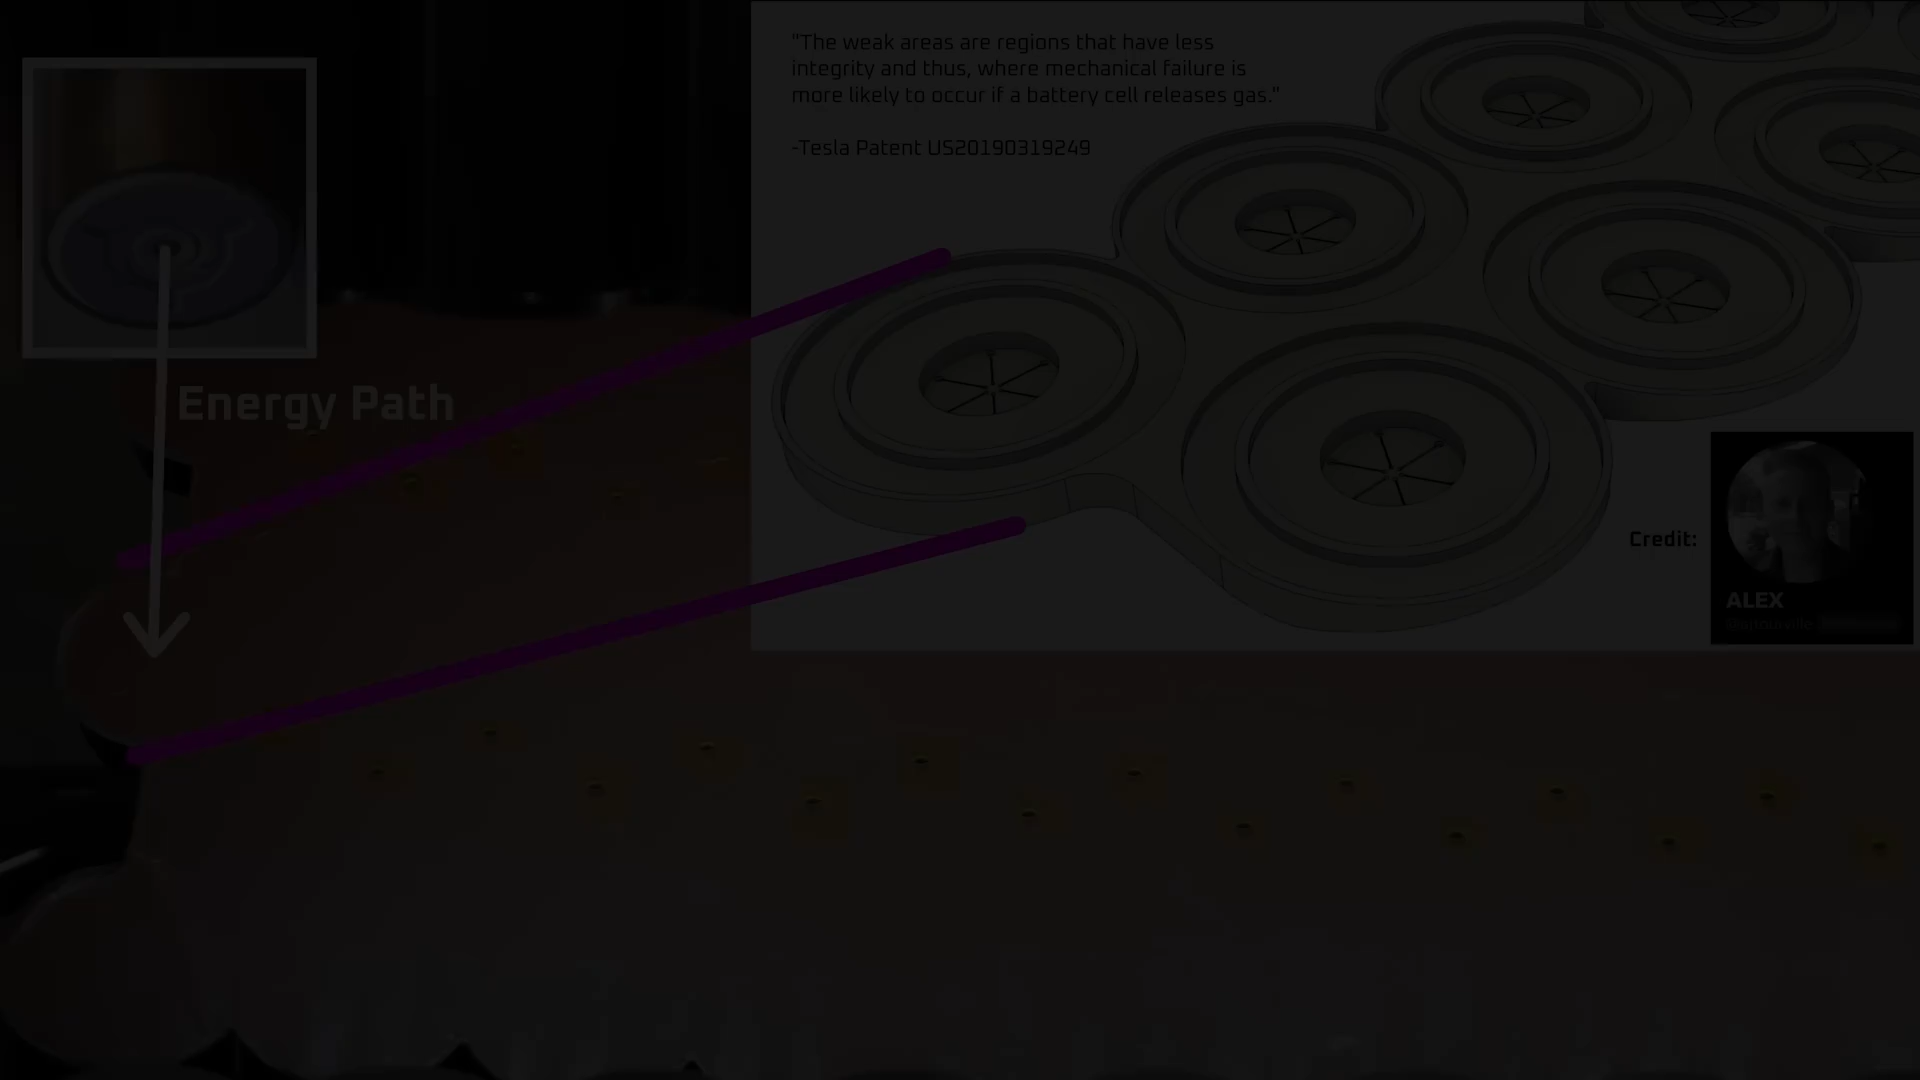 "The weak areas are regions that have less
integrity and thus, where mechanical failure is
more likely to occur if a battery cell releases gas."
-Tesla Patent US20190319249
Energy Path
Credit:
ALEX